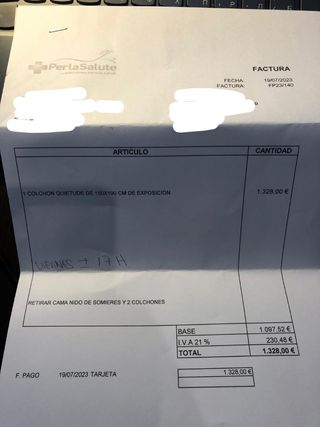 PerlaSalute
FACTURA
FECHA: 19/07/2023
FACTURA: FP23/140
ARTICULO CANTIDAD
1 COLCHON QUIETUDE DE 150X190 CM DE EXPOSICION 1.328,00 €
VIERNES ± 17 H
RETIRAR CAMA NIDO DE SOMIERES Y 2 COLCHONES
BASE 1.097,52 €
I.V.A 21 % 230,48 €
TOTAL 1.328,00 €
F. PAGO 19/07/2023 TARJETA 1.328,00 €